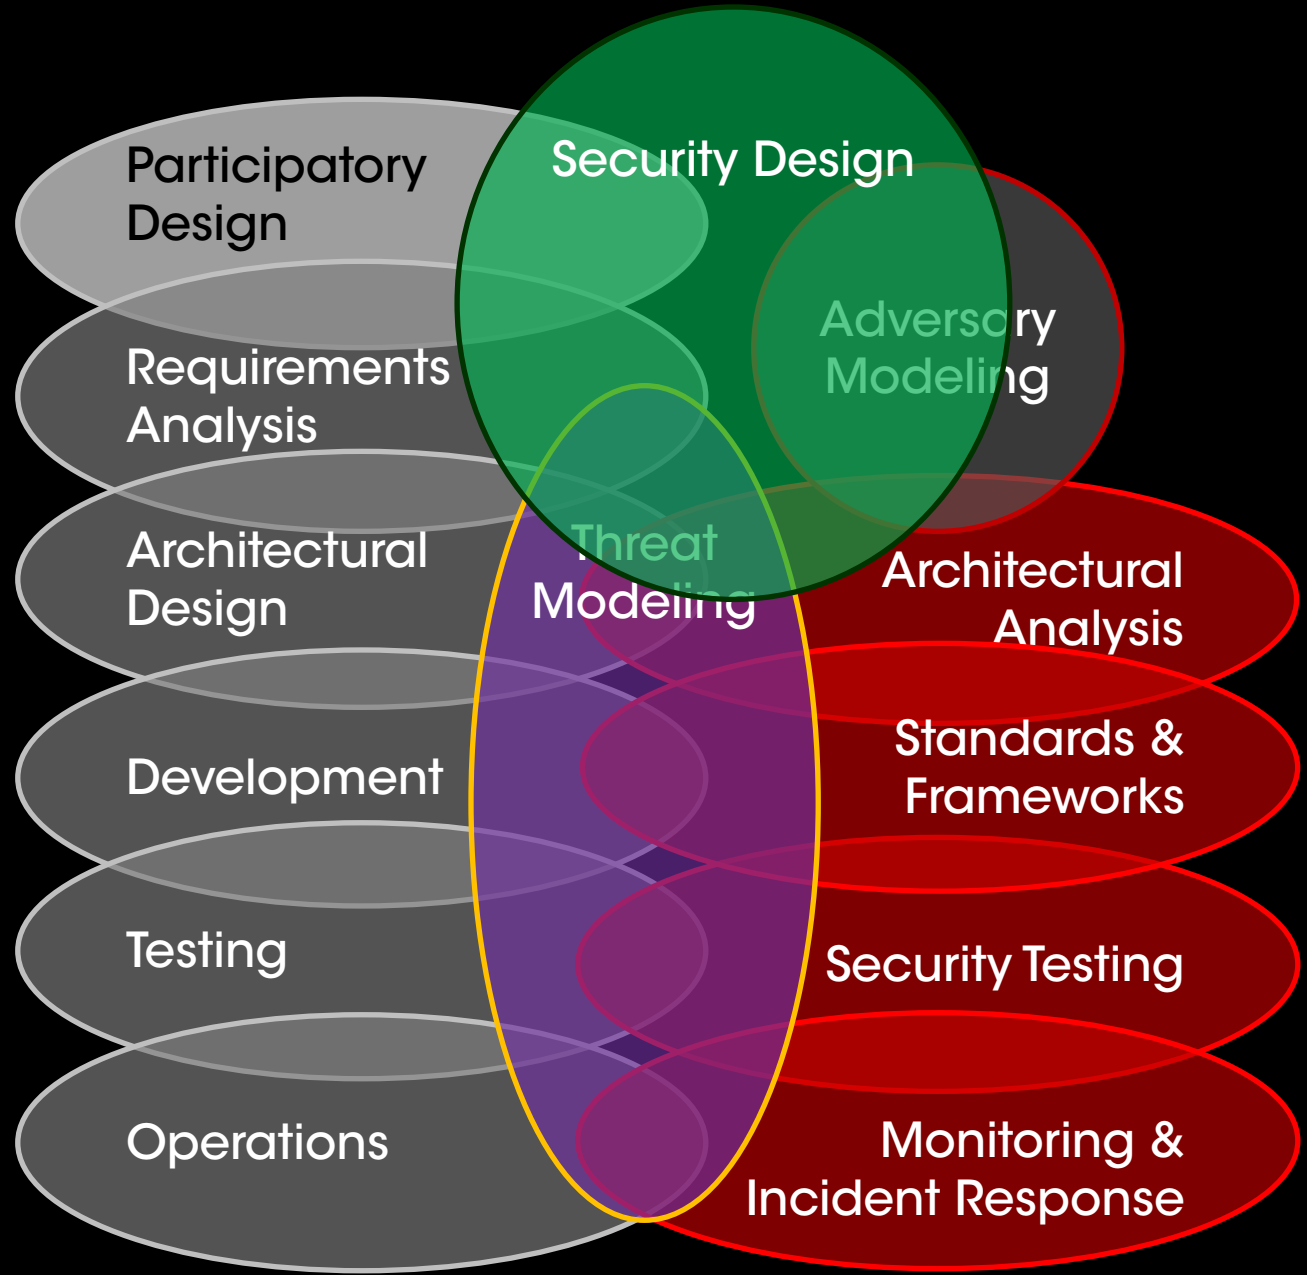 Security Design
Participatory
Design
Adversary
Modeling
Requirements
Analysis
Threat
Modeling
Architectural
Design
Architectural
Analysis
Standards &
Frameworks
Development
Testing
Security Testing
Operations
Monitoring &
Incident Response